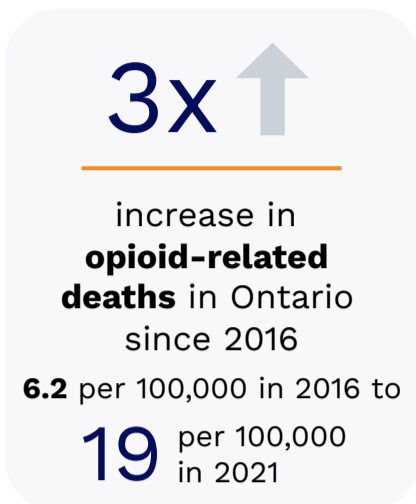 3x
increase in
opioid-related
deaths in Ontario
since 2016
6.2 per 100,000 in 2016 to
19 per 100,000
in 2021